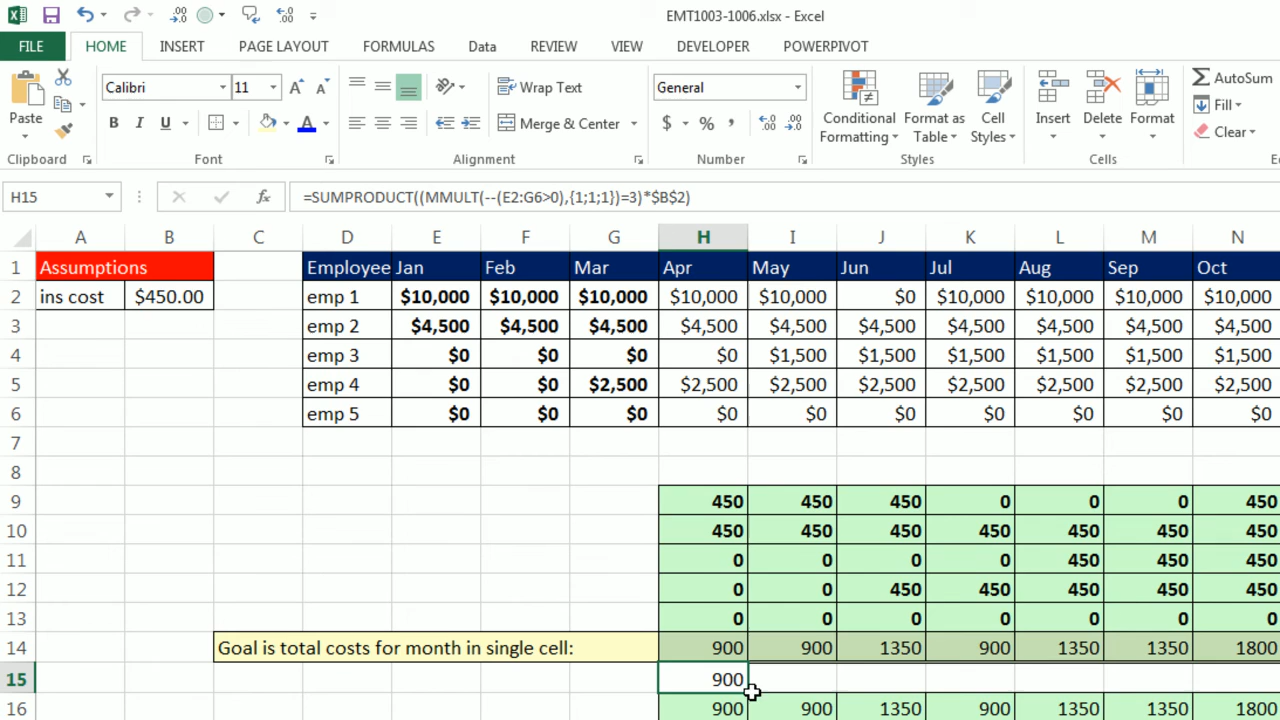 EMT1003-1006.xlsx - Excel
FILE HOME INSERT PAGE LAYOUT FORMULAS Data REVIEW VIEW DEVELOPER POWERPIVOT
Paste
Clipboard
Calibri 11
B I U A
Font
Wrap Text
Merge & Center
Alignment
General
$ % ,
Number
Conditional Formatting
Format as Table
Cell Styles
Styles
Insert Delete Format
Cells
AutoSum
Fill
Clear
H15 fx =SUMPRODUCT((MMULT(--(E2:G6>0),{1;1;1})=3)*$B$2)
A B C D E F G H I J K L M N
1 Assumptions Employee Jan Feb Mar Apr May Jun Jul Aug Sep Oct
2 ins cost $450.00 emp 1 $10,000 $10,000 $10,000 $10,000 $10,000 $0 $10,000 $10,000 $10,000 $10,000
3 emp 2 $4,500 $4,500 $4,500 $4,500 $4,500 $4,500 $4,500 $4,500 $4,500 $4,500
4 emp 3 $0 $0 $0 $0 $1,500 $1,500 $1,500 $1,500 $1,500 $1,500
5 emp 4 $0 $0 $2,500 $2,500 $2,500 $2,500 $2,500 $2,500 $2,500 $2,500
6 emp 5 $0 $0 $0 $0 $0 $0 $0 $0 $0 $0
7
8
9 450 450 450 0 0 0 450
10 450 450 450 450 450 450 450
11 0 0 0 0 450 450 450
12 0 0 450 450 450 450 450
13 0 0 0 0 0 0 0
14 Goal is total costs for month in single cell: 900 900 1350 900 1350 1350 1800
15 900
16 900 900 1350 900 1350 1350 1800